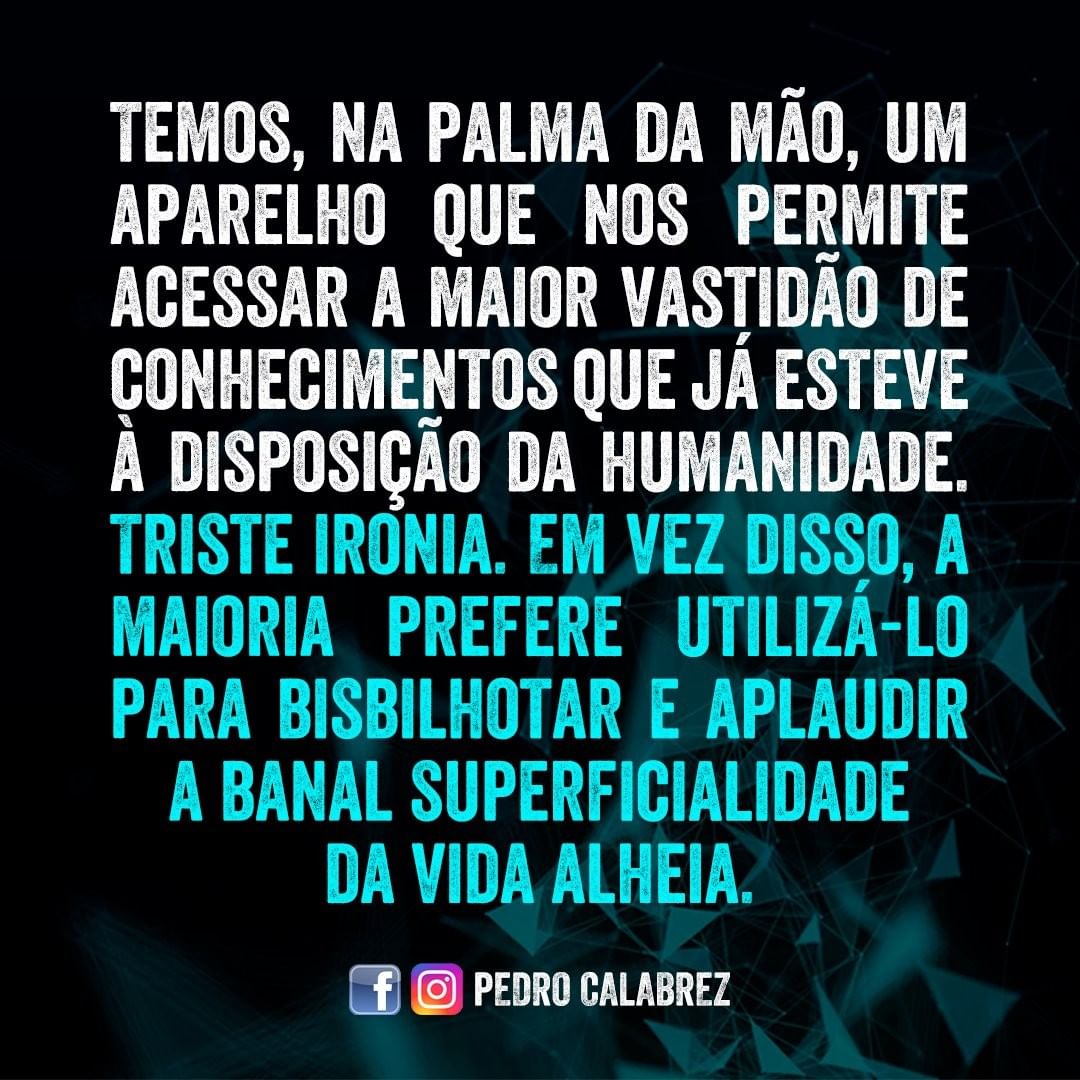 TEMOS, NA PALMA DA MÃO, UM
APARELHO QUE NOS PERMITE
ACESSAR A MAIOR VASTIDÃO DE
CONHECIMENTOS QUE JÁ ESTEVE
À DISPOSIÇÃO DA HUMANIDADE.
TRISTE IRONIA. EM VEZ DISSO, A
MAIORIA PREFERE UTILIZÁ-LO
PARA BISBILHOTAR E APLAUDIR
A BANAL SUPERFICIALIDADE
DA VIDA ALHEIA.
PEDRO CALABREZ